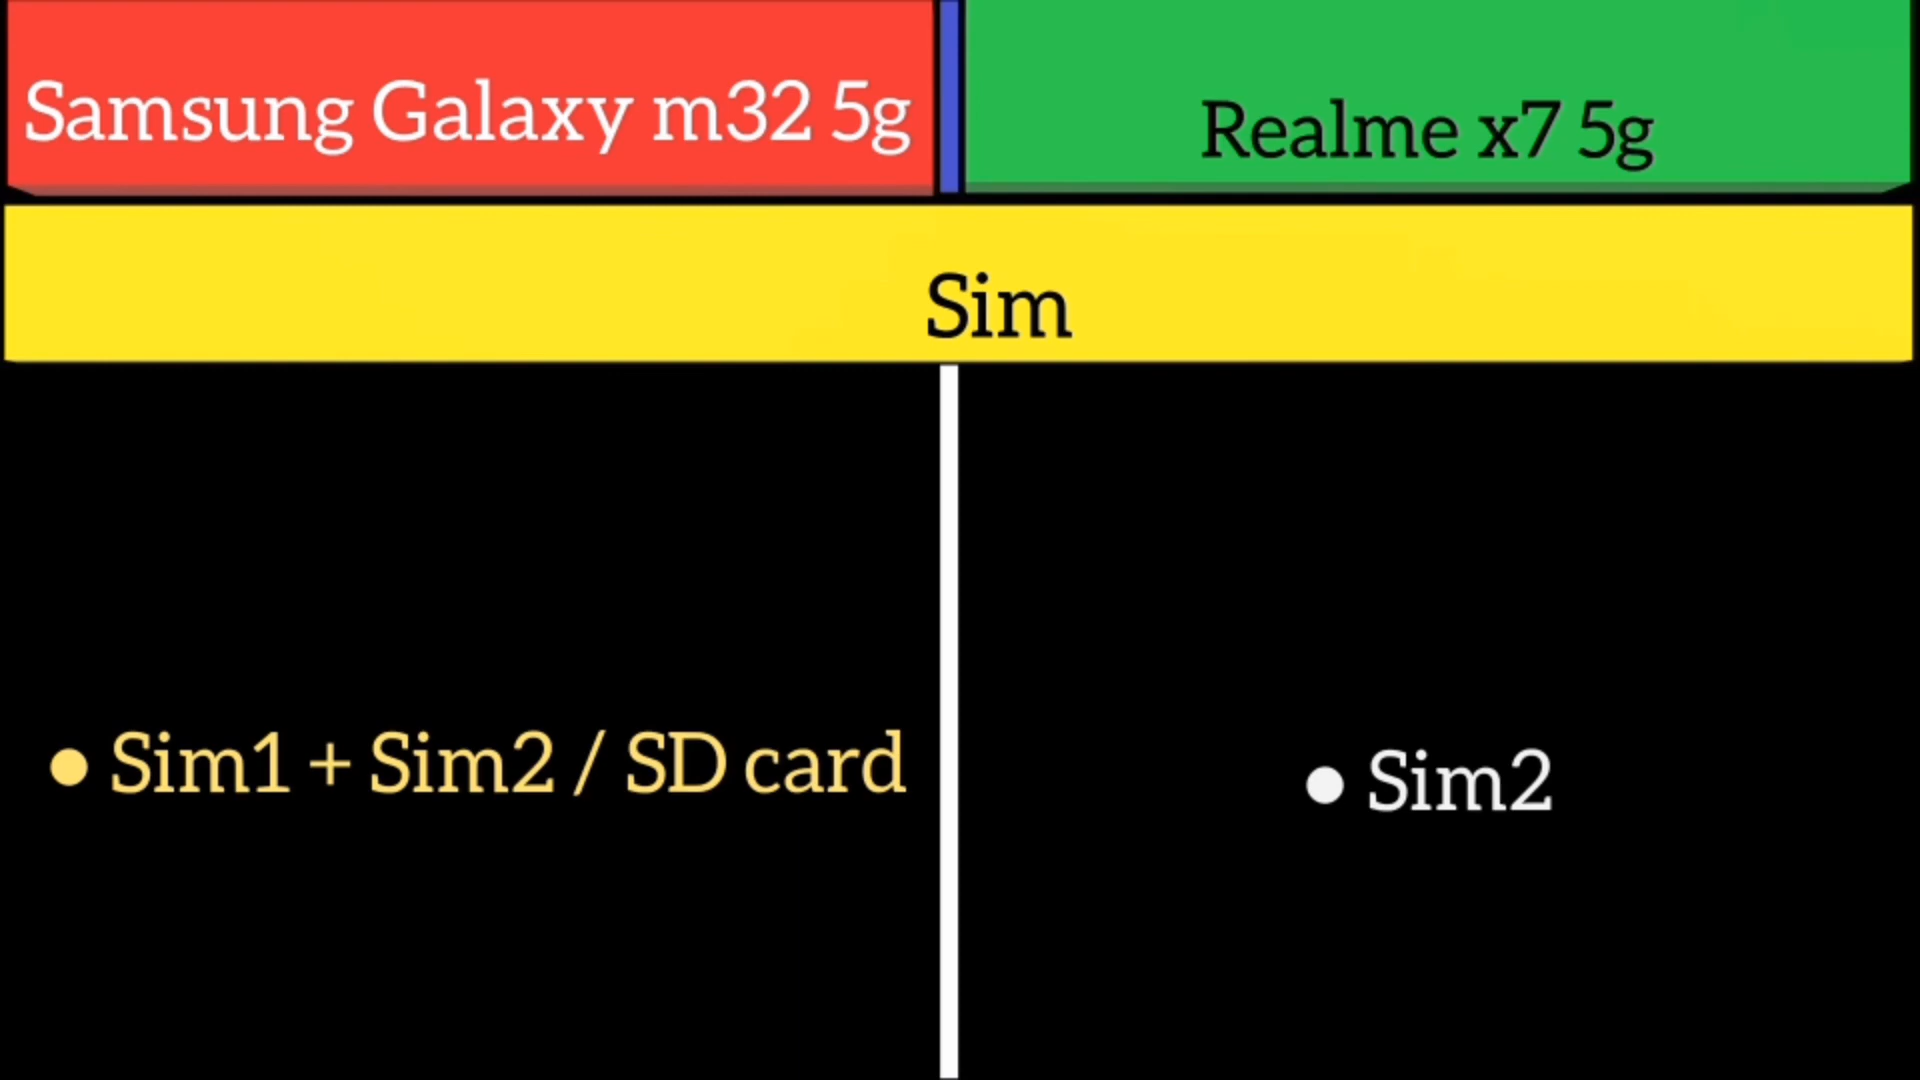 Samsung Galaxy m32 5g
Realme x7 5g
Sim
• Sim1 + Sim2 / SD card
• Sim2